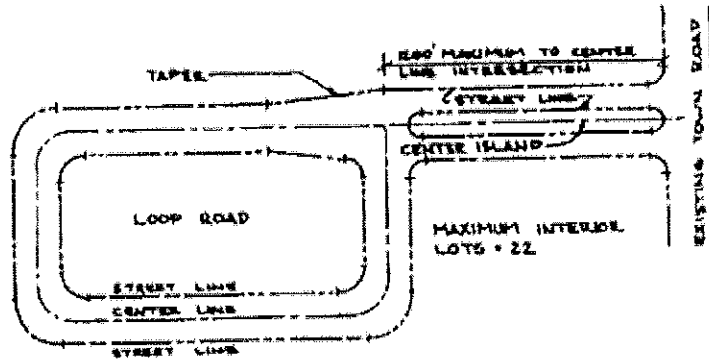 1200' MAXIMUM TO CENTER
LINE INTERSECTION
TAPER
STREET LINE
CENTER ISLAND
EXISTING TOWN ROAD
LOOP ROAD
MAXIMUM INTERIOR
LOTS = 22
STREET LINE
CENTER LINE
STREET LINE